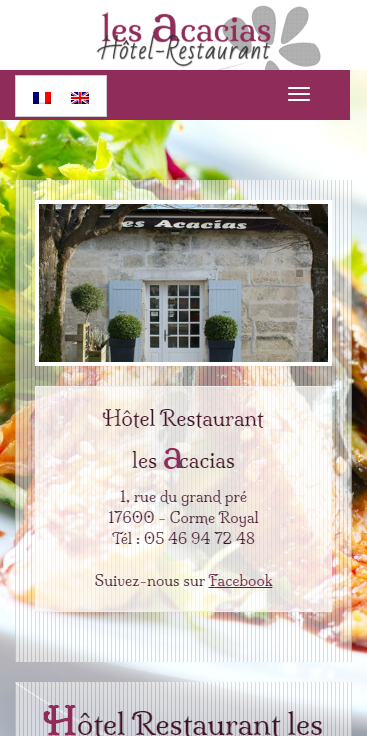 les acacias
Hôtel-Restaurant
les Acacias
Hôtel Restaurant
les acacias
1, rue du grand pré
17600 - Corme Royal
Tél : 05 46 94 72 48
Suivez-nous sur Facebook
Hôtel Restaurant les